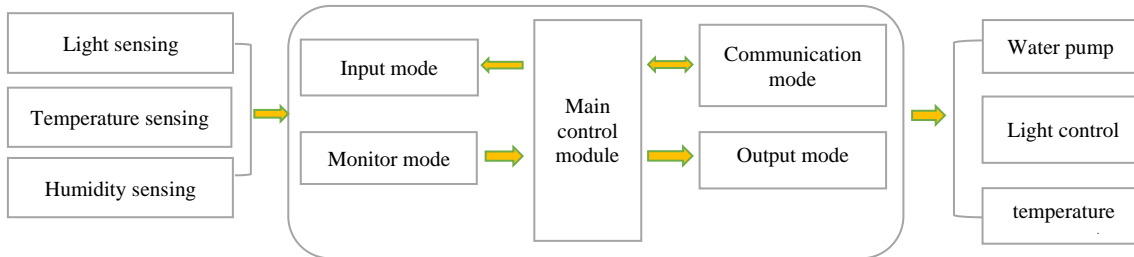 Light sensing
Temperature sensing
Humidity sensing
Input mode
Monitor mode
Main
control
module
Communication
mode
Output mode
Water pump
Light control
temperature